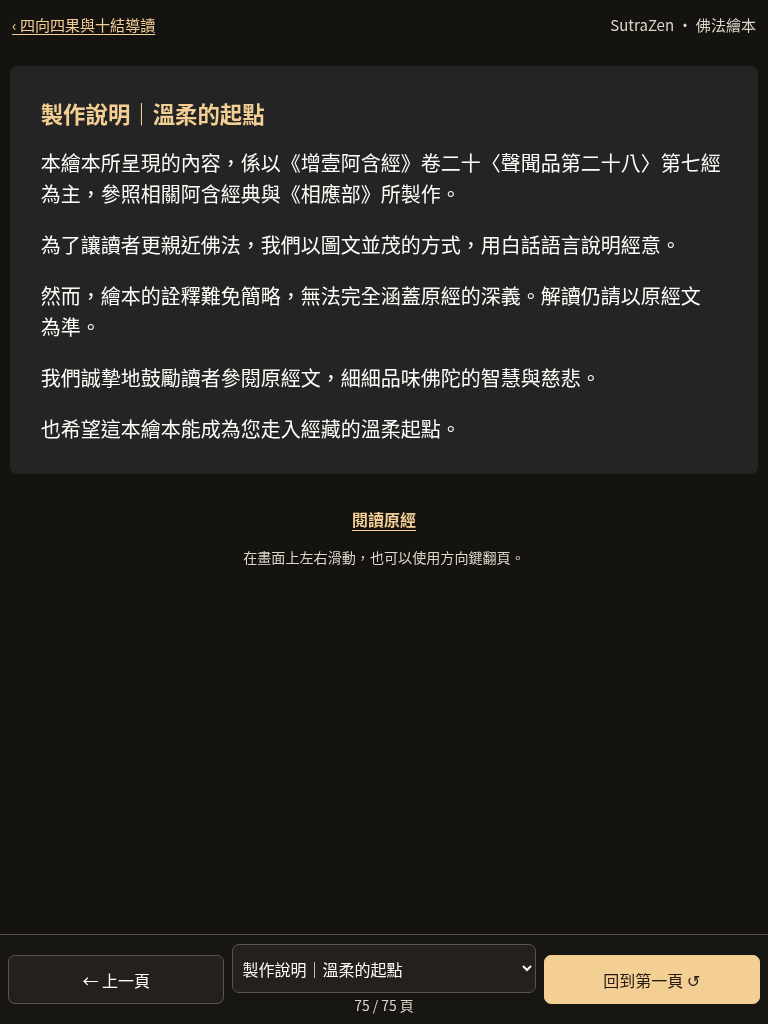 ‹ 四向四果與十結導讀
SutraZen · 佛法繪本
製作說明｜溫柔的起點
本繪本所呈現的內容，係以《增壹阿含經》卷二十〈聲聞品第二十八〉第七經
為主，參照相關阿含經典與《相應部》所製作。
為了讓讀者更親近佛法，我們以圖文並茂的方式，用白話語言說明經意。
然而，繪本的詮釋難免簡略，無法完全涵蓋原經的深義。解讀仍請以原經文
為準。
我們誠摯地鼓勵讀者參閱原經文，細細品味佛陀的智慧與慈悲。
也希望這本繪本能成為您走入經藏的溫柔起點。
閱讀原經
在畫面上左右滑動，也可以使用方向鍵翻頁。
← 上一頁
製作說明｜溫柔的起點
75 / 75 頁
回到第一頁 ↺